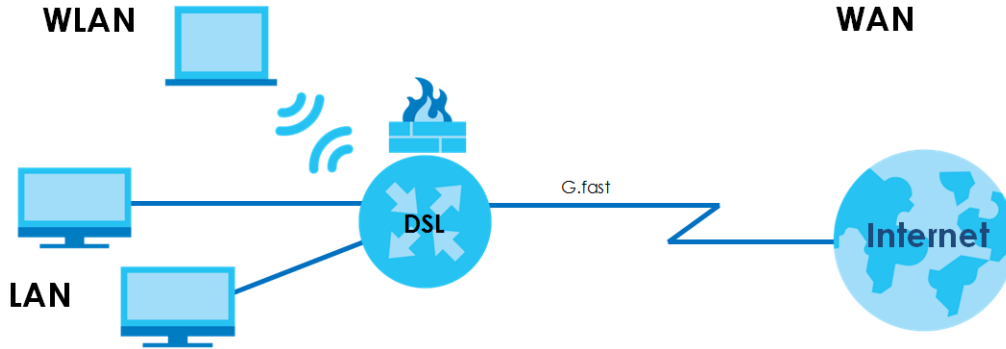 WLAN
WAN
G.fast
DSL
Internet
LAN